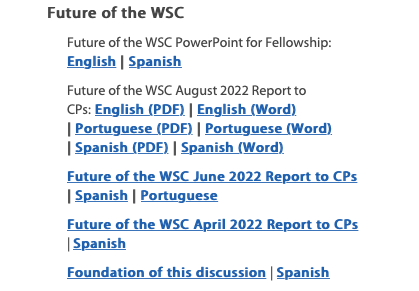 Future of the WSC
Future of the WSC PowerPoint for Fellowship:
English | Spanish
Future of the WSC August 2022 Report to
CPs: English (PDF) | English (Word)
| Portuguese (PDF) | Portuguese (Word)
| Spanish (PDF) | Spanish (Word)
Future of the WSC June 2022 Report to CPs
| Spanish | Portuguese
Future of the WSC April 2022 Report to CPs
| Spanish
Foundation of this discussion | Spanish